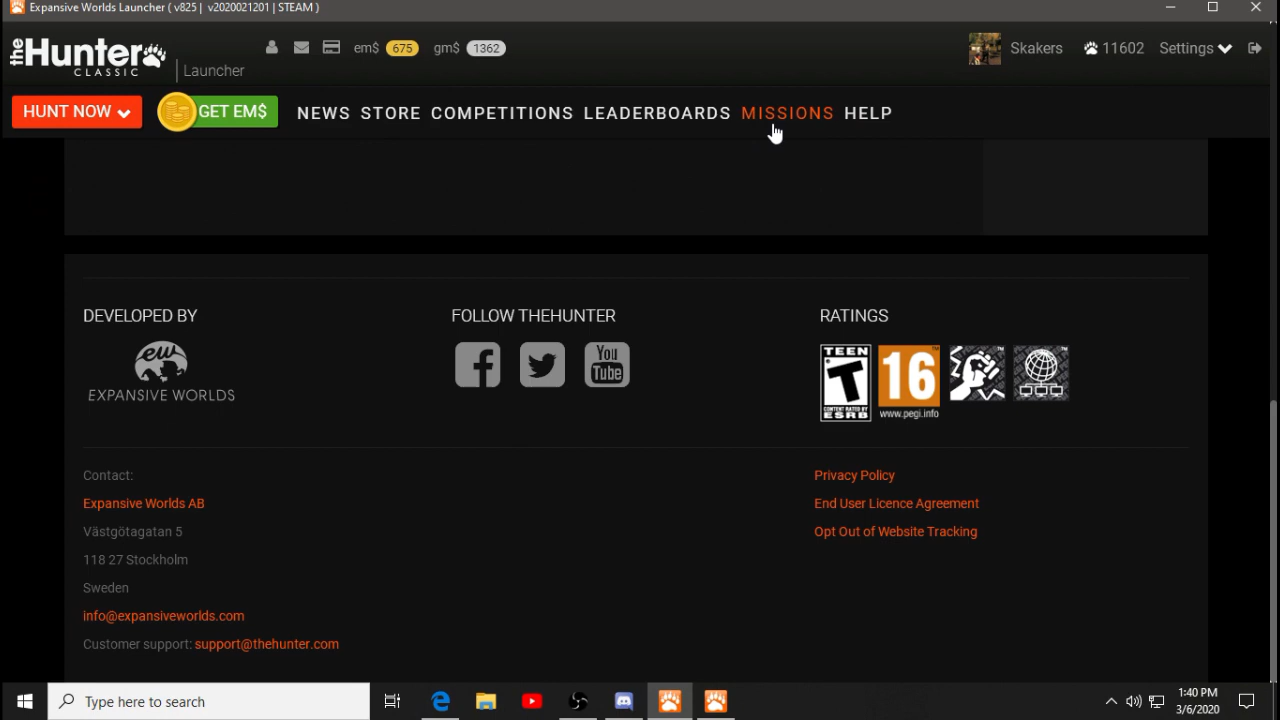 Expansive Worlds Launcher ( v825 | v2020021201 | STEAM )
theHunter CLASSIC | Launcher
em$ 675 gm$ 1362
Skakers 11602 Settings
HUNT NOW GET EM$ NEWS STORE COMPETITIONS LEADERBOARDS MISSIONS HELP
DEVELOPED BY
ew
EXPANSIVE WORLDS
FOLLOW THEHUNTER
You Tube
RATINGS
TEEN
T
CONTENT RATED BY
ESRB
16
www.pegi.info
Contact:
Expansive Worlds AB
Västgötagatan 5
118 27 Stockholm
Sweden
info@expansiveworlds.com
Customer support: support@thehunter.com
Privacy Policy
End User Licence Agreement
Opt Out of Website Tracking
Type here to search
1:40 PM
3/6/2020